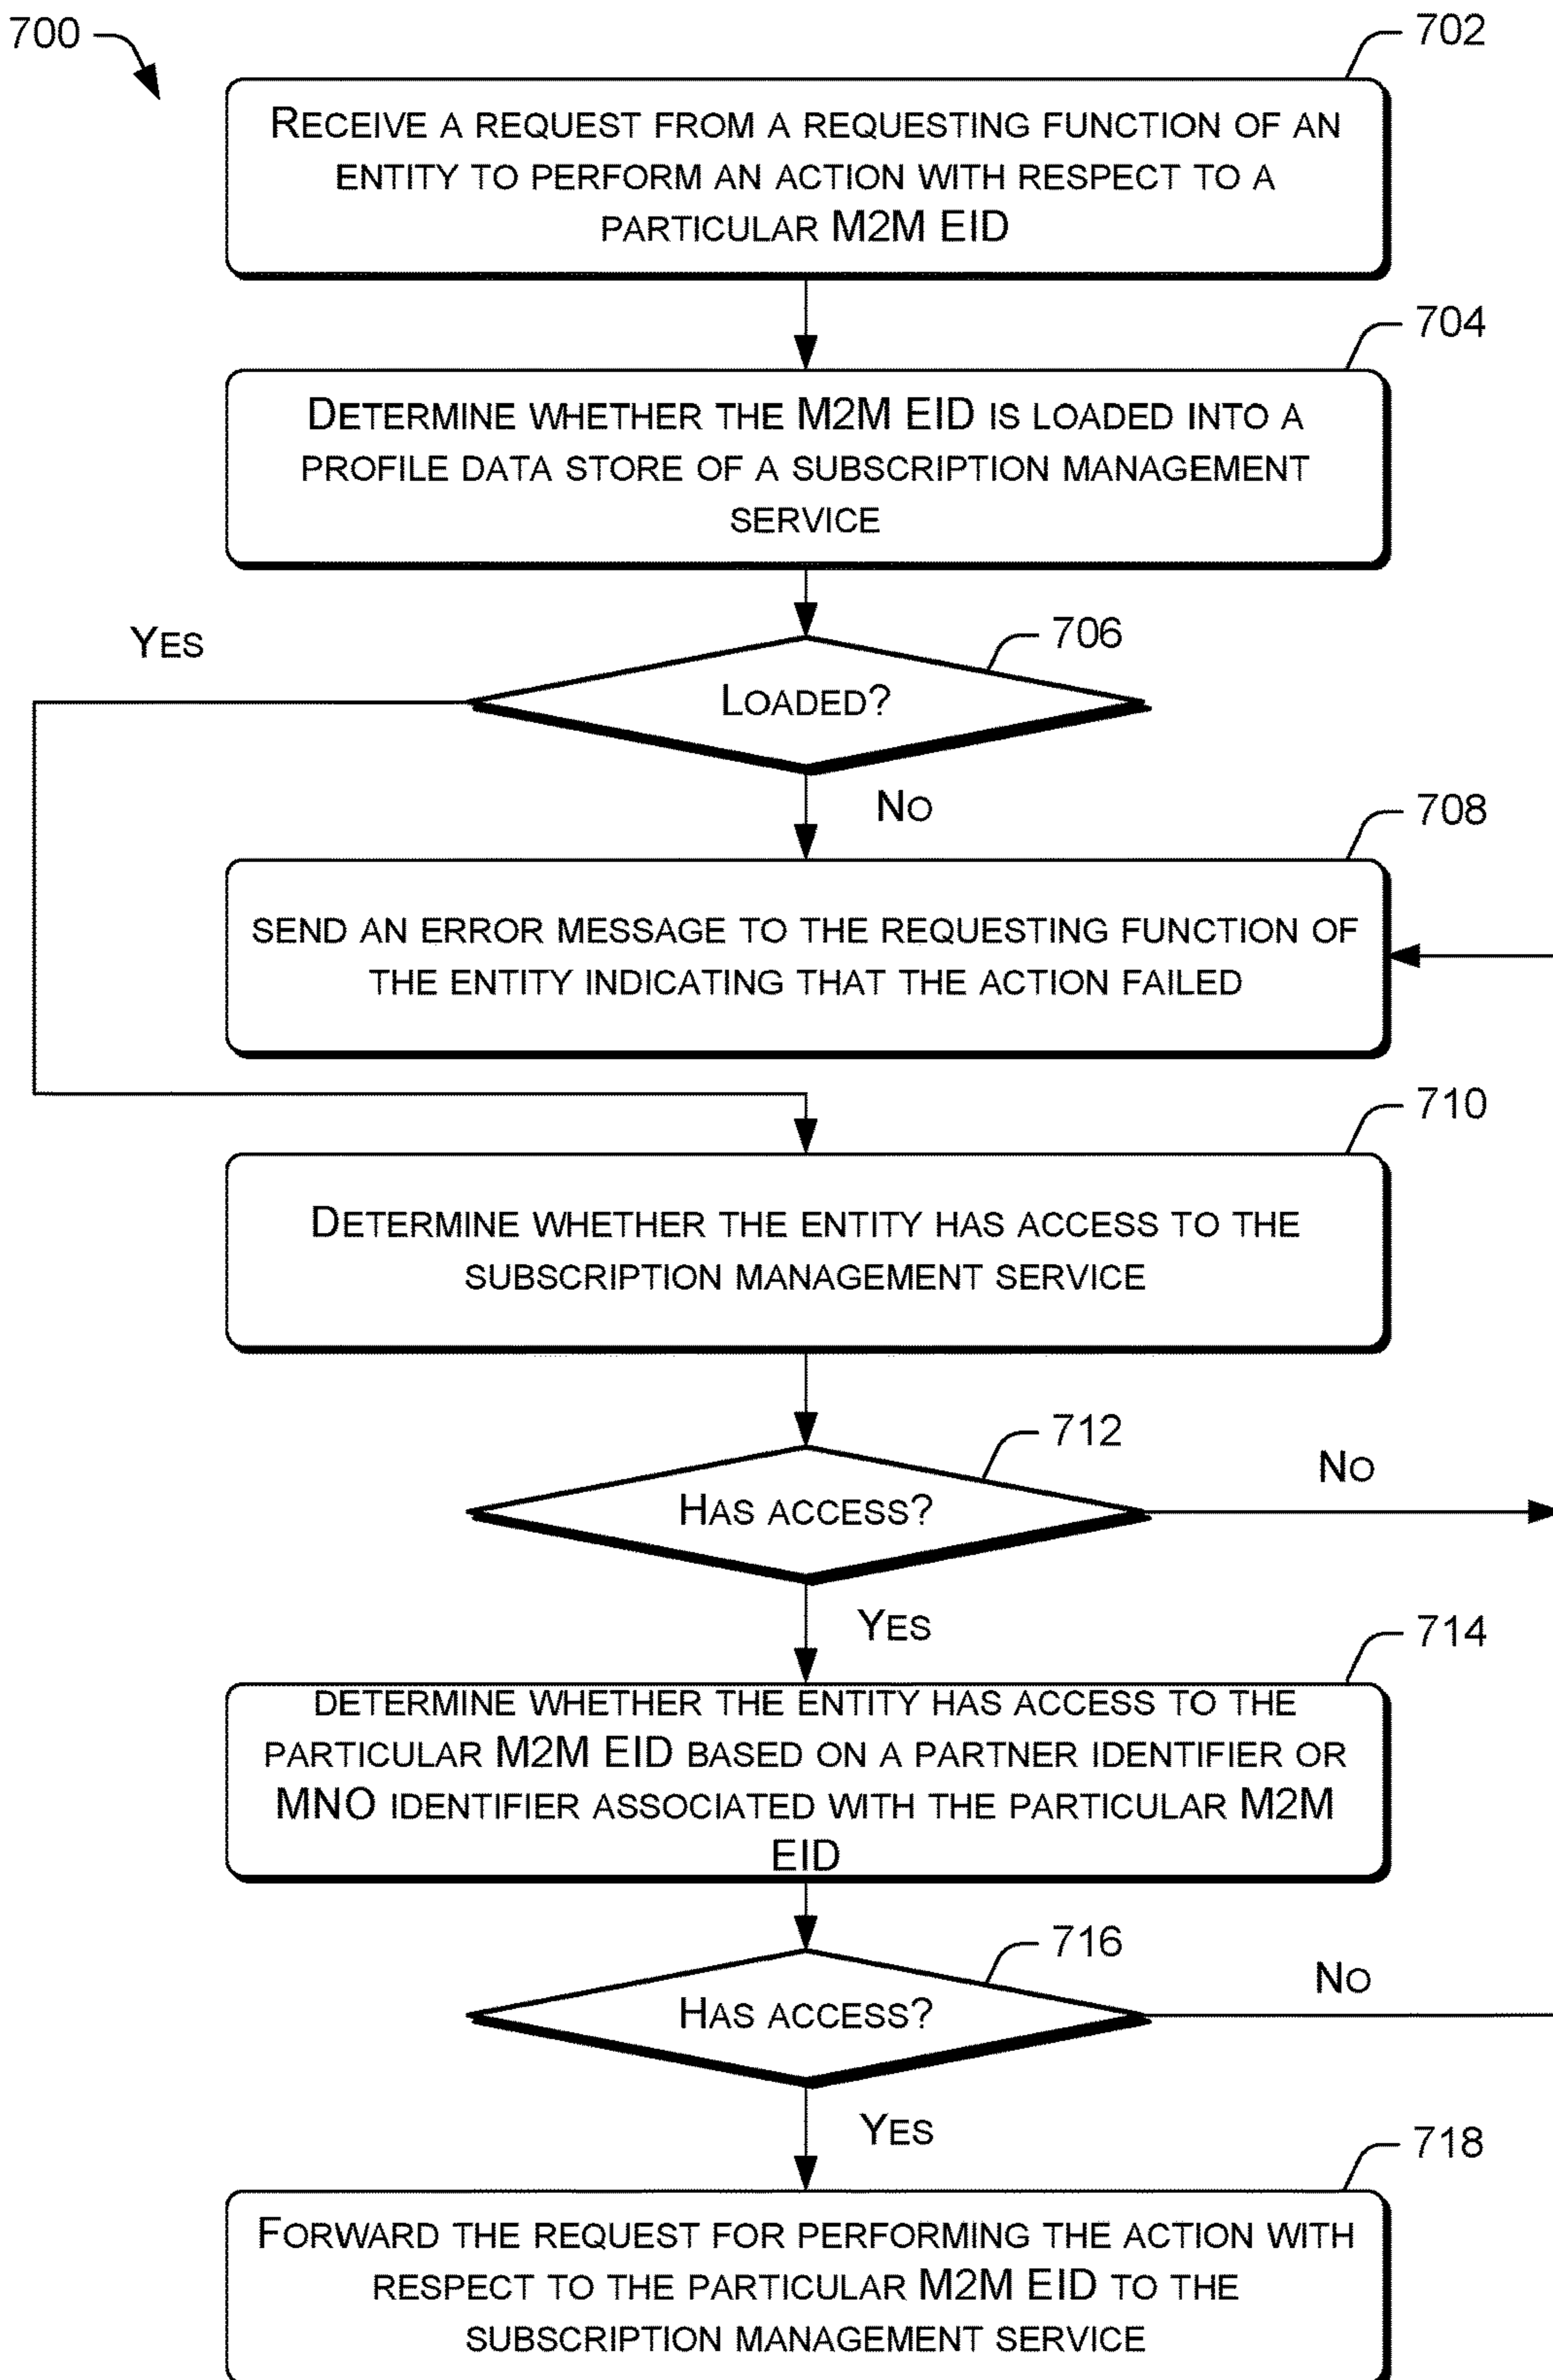 700
702
RECEIVE A REQUEST FROM A REQUESTING FUNCTION OF AN
ENTITY TO PERFORM AN ACTION WITH RESPECT TO A
PARTICULAR M2M EID
704
DETERMINE WHETHER THE M2M EID IS LOADED INTO A
PROFILE DATA STORE OF A SUBSCRIPTION MANAGEMENT
SERVICE
706
YES
LOADED?
NO
708
SEND AN ERROR MESSAGE TO THE REQUESTING FUNCTION OF
THE ENTITY INDICATING THAT THE ACTION FAILED
710
DETERMINE WHETHER THE ENTITY HAS ACCESS TO THE
SUBSCRIPTION MANAGEMENT SERVICE
712
NO
HAS ACCESS?
YES
714
DETERMINE WHETHER THE ENTITY HAS ACCESS TO THE
PARTICULAR M2M EID BASED ON A PARTNER IDENTIFIER OR
MNO IDENTIFIER ASSOCIATED WITH THE PARTICULAR M2M
EID
716
NO
HAS ACCESS?
YES
718
FORWARD THE REQUEST FOR PERFORMING THE ACTION WITH
RESPECT TO THE PARTICULAR M2M EID TO THE
SUBSCRIPTION MANAGEMENT SERVICE